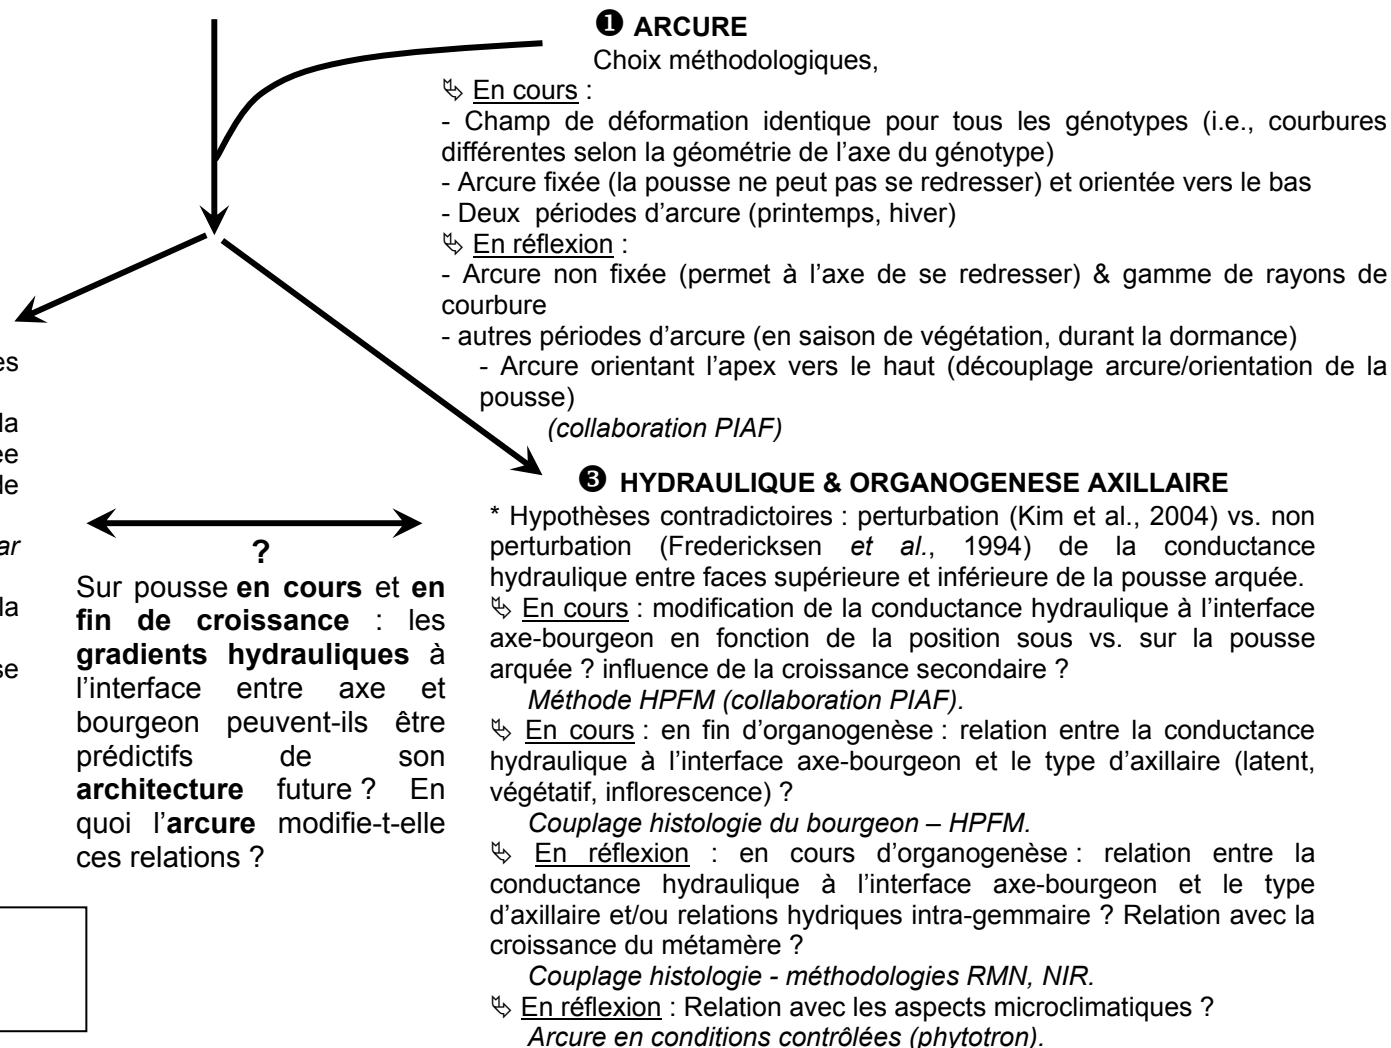 ❶ ARCURE
Choix méthodologiques,
↳ En cours :
- Champ de déformation identique pour tous les génotypes (i.e., courbures
différentes selon la géométrie de l'axe du génotype)
- Arcure fixée (la pousse ne peut pas se redresser) et orientée vers le bas
- Deux périodes d'arcure (printemps, hiver)
↳ En réflexion :
- Arcure non fixée (permet à l'axe de se redresser) & gamme de rayons de
courbure
- autres périodes d'arcure (en saison de végétation, durant la dormance)
- Arcure orientant l'apex vers le haut (découplage arcure/orientation de la
pousse)
(collaboration PIAF)
es
la
ée
de
ar
la
se
?
Sur pousse en cours et en
fin de croissance : les
gradients hydrauliques à
l'interface entre axe et
bourgeon peuvent-ils être
prédictifs de son
architecture future ? En
quoi l'arcure modifie-t-elle
ces relations ?
❸ HYDRAULIQUE & ORGANOGENESE AXILLAIRE
* Hypothèses contradictoires : perturbation (Kim et al., 2004) vs. non
perturbation (Fredericksen et al., 1994) de la conductance
hydraulique entre faces supérieure et inférieure de la pousse arquée.
↳ En cours : modification de la conductance hydraulique à l'interface
axe-bourgeon en fonction de la position sous vs. sur la pousse
arquée ? influence de la croissance secondaire ?
Méthode HPFM (collaboration PIAF).
↳ En cours : en fin d'organogenèse : relation entre la conductance
hydraulique à l'interface axe-bourgeon et le type d'axillaire (latent,
végétatif, inflorescence) ?
Couplage histologie du bourgeon – HPFM.
↳ En réflexion : en cours d'organogenèse : relation entre la
conductance hydraulique à l'interface axe-bourgeon et le type
d'axillaire et/ou relations hydriques intra-gemmaire ? Relation avec la
croissance du métamère ?
Couplage histologie - méthodologies RMN, NIR.
↳ En réflexion : Relation avec les aspects microclimatiques ?
Arcure en conditions contrôlées (phytotron).